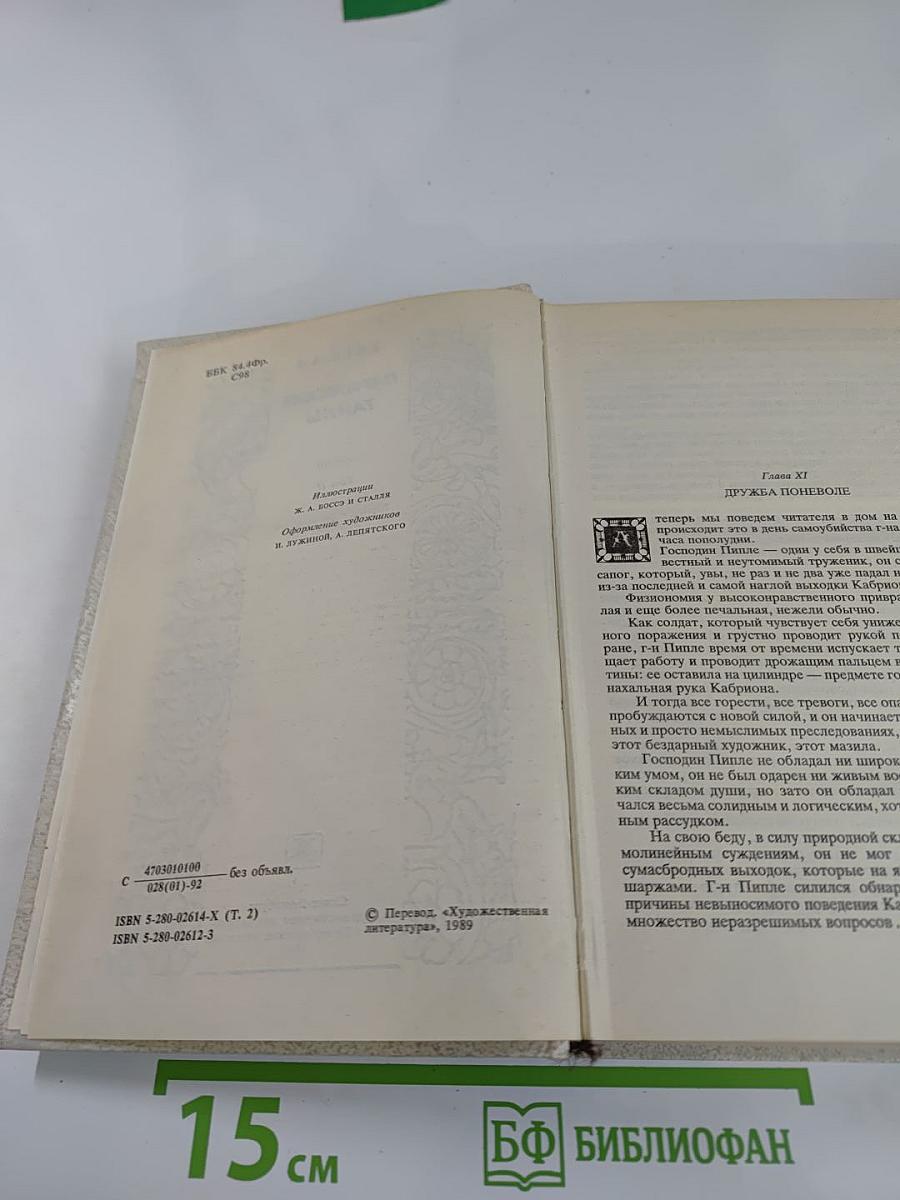 ББК 84.4Фр.
С98
Иллюстрации
Ж. А. БОССЭ И СТАЛЯ
Оформление художников
И. ЛУЖИНОЙ, А. ЛЕПЯТСКОГО
С 4703010100 без объявл.
028(01)-92
ISBN 5-280-02614-X (Т. 2)
ISBN 5-280-02612-3
© Перевод. «Художественная
литература», 1989
Глава XI
ДРУЖБА ПОНЕВОЛЕ
А теперь мы поведем читателя в дом на
происходит это в день самоубийства г-на
часа пополудни.
Господин Пипле — один у себя в швейц
вестный и неутомимый труженик, он с
сапог, который, увы, не раз и не два уже падал н
из-за последней и самой наглой выходки Кабрио
Физиономия у высоконравственного привра
лая и еще более печальная, нежели обычно.
Как солдат, который чувствует себя униже
ного поражения и грустно проводит рукой п
ране, г-н Пипле время от времени испускает т
щает работу и проводит дрожащим пальцем в
тины: ее оставила на цилиндре — предмете го
нахальная рука Кабриона.
И тогда все горести, все тревоги, все опа
пробуждаются с новой силой, и он начинает
ных и просто немыслимых преследованиях,
этот бездарный художник, этот мазила.
Господин Пипле не обладал ни широк
ким умом, он не был одарен ни живым во
ким складом души, но зато он обладал
чался весьма солидным и логическим, хот
ным рассудком.
На свою беду, в силу природной скл
молинейным суждениям, он не мог
сумасбродных выходок, которые на я
шаржами. Г-н Пипле силился обнар
причины невыносимого поведения Ка
множество неразрешимых вопросов
15 см
БФ БИБЛИОФАН